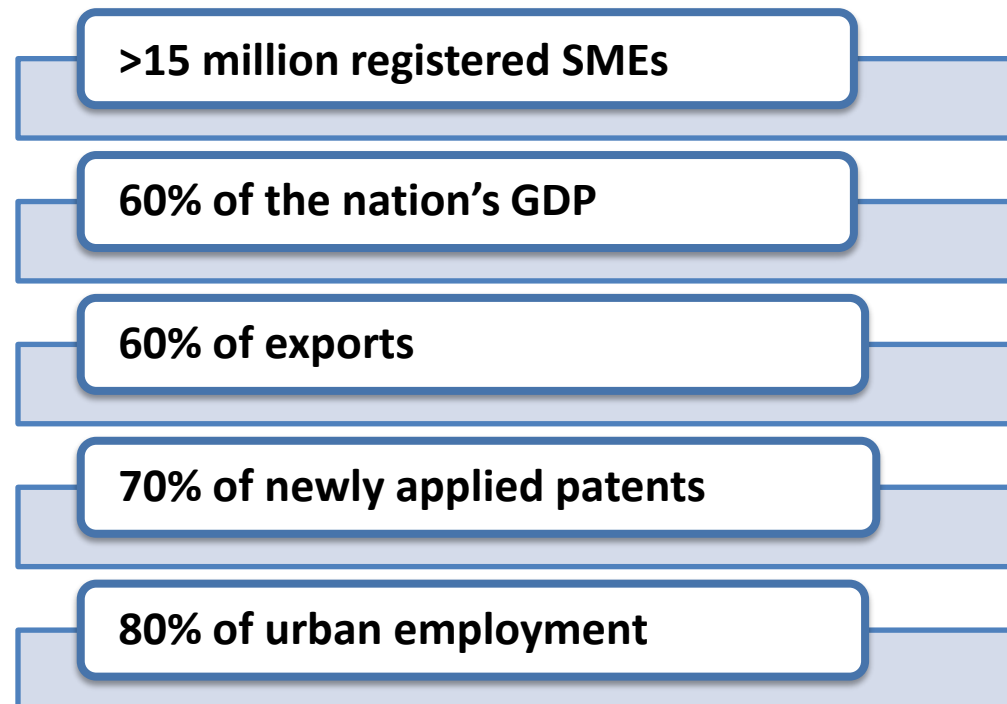 >15 million registered SMEs
60% of the nation’s GDP
60% of exports
70% of newly applied patents
80% of urban employment